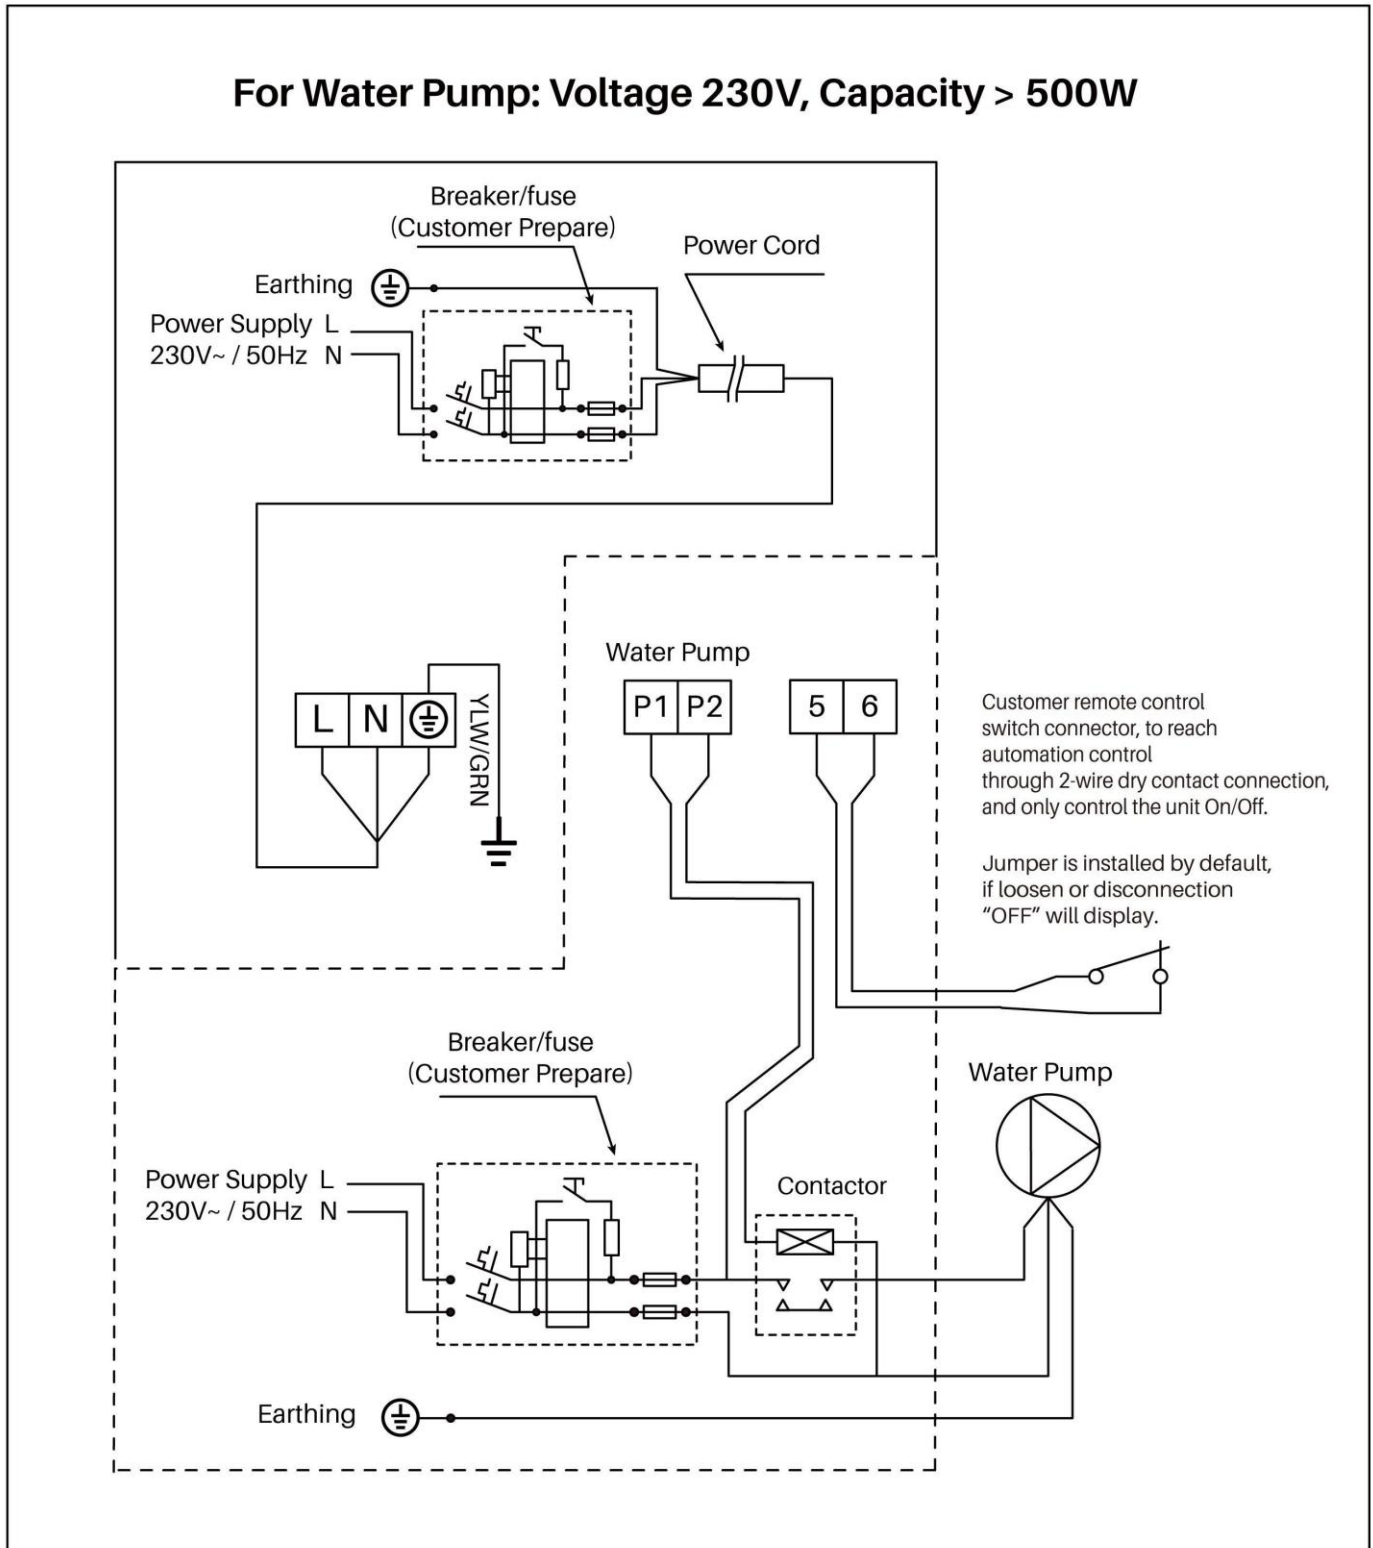 For Water Pump: Voltage 230V, Capacity > 500W
Breaker/fuse
(Customer Prepare)
Power Cord
Earthing
Power Supply L
230V~ / 50Hz N
Water Pump
L N
YLW/GRN
P1 P2
5 6
Customer remote control
switch connector, to reach
automation control
through 2-wire dry contact connection,
and only control the unit On/Off.
Jumper is installed by default,
if loosen or disconnection
“OFF” will display.
Breaker/fuse
(Customer Prepare)
Water Pump
Power Supply L
230V~ / 50Hz N
Contactor
Earthing